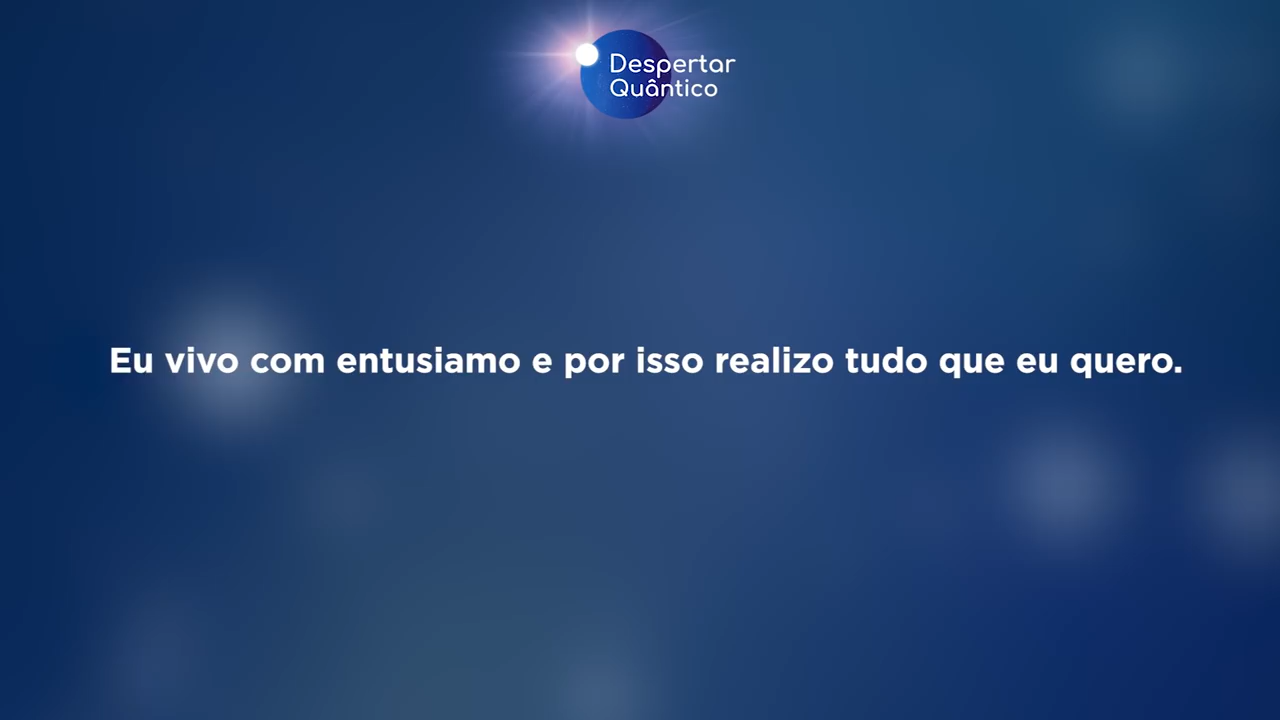 Despertar
Quântico
Eu vivo com entusiamo e por isso realizo tudo que eu quero.